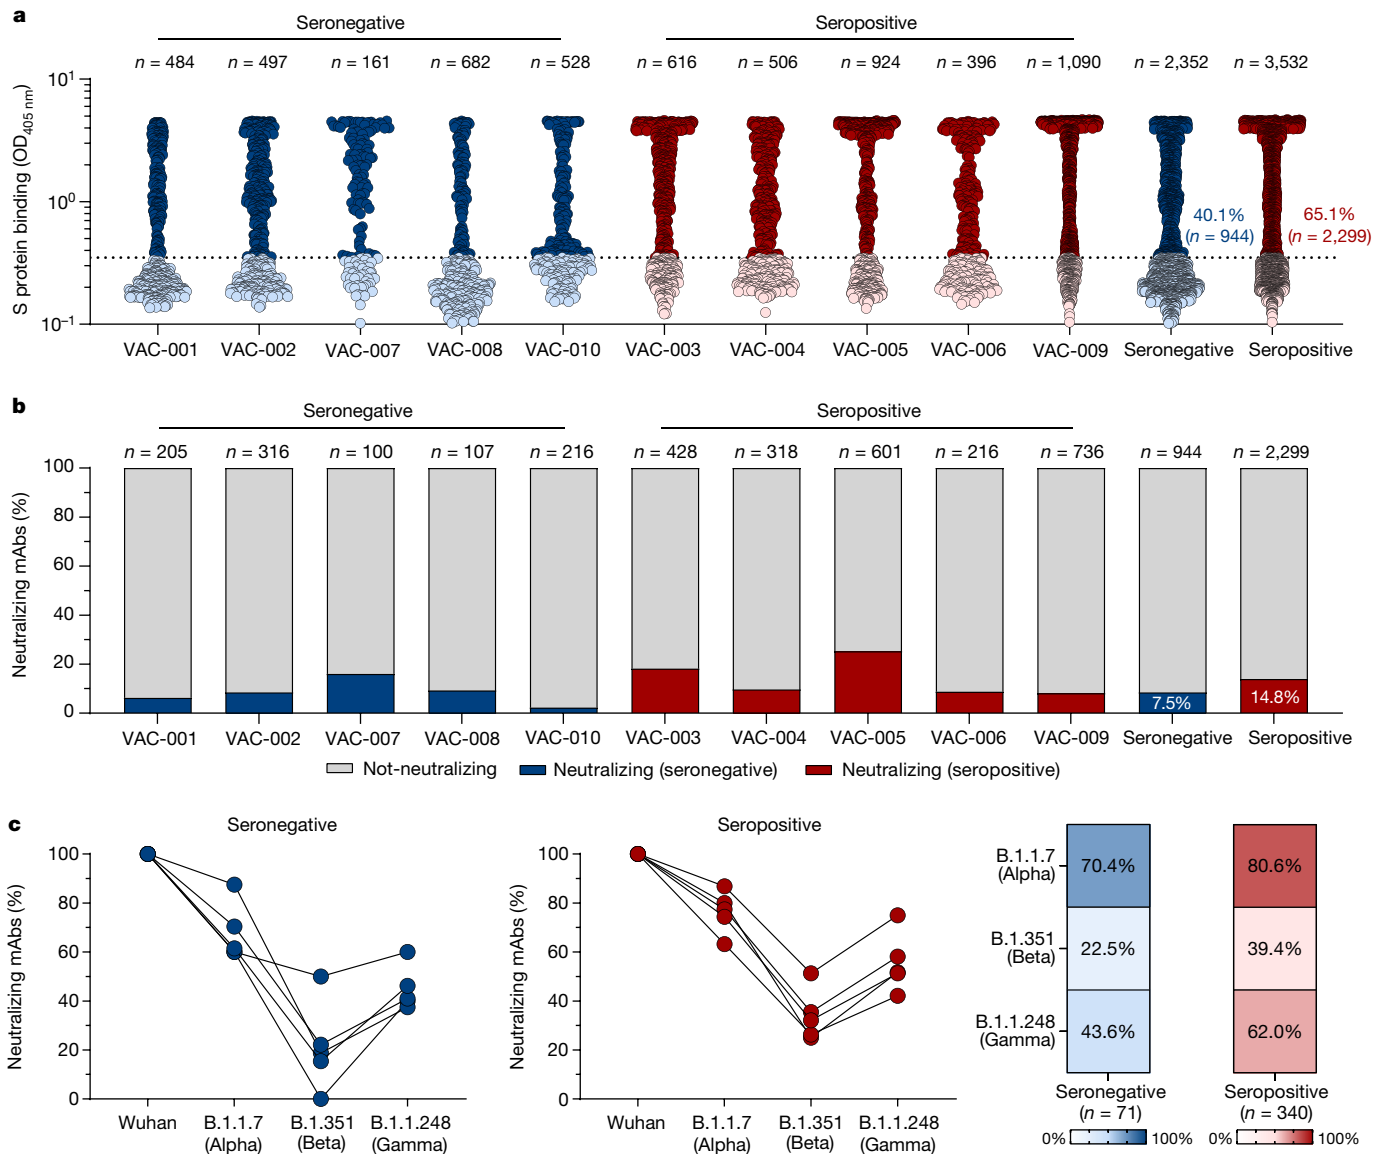 a
Seronegative
Seropositive
n = 484 n = 497 n = 161 n = 682 n = 528 n = 616 n = 506 n = 924 n = 396 n = 1,090 n = 2,352 n = 3,532
S protein binding (OD405 nm)
10¹
10⁰
10⁻¹
40.1%
(n = 944)
65.1%
(n = 2,299)
VAC-001 VAC-002 VAC-007 VAC-008 VAC-010 VAC-003 VAC-004 VAC-005 VAC-006 VAC-009 Seronegative Seropositive
b
Seronegative
Seropositive
n = 205 n = 316 n = 100 n = 107 n = 216 n = 428 n = 318 n = 601 n = 216 n = 736 n = 944 n = 2,299
Neutralizing mAbs (%)
100
80
60
40
20
0
7.5%
14.8%
VAC-001 VAC-002 VAC-007 VAC-008 VAC-010 VAC-003 VAC-004 VAC-005 VAC-006 VAC-009 Seronegative Seropositive
Not-neutralizing Neutralizing (seronegative) Neutralizing (seropositive)
c
Seronegative
Neutralizing mAbs (%)
100
80
60
40
20
0
Wuhan B.1.1.7 B.1.351 B.1.1.248
(Alpha) (Beta) (Gamma)
Seropositive
Neutralizing mAbs (%)
100
80
60
40
20
0
Wuhan B.1.1.7 B.1.351 B.1.1.248
(Alpha) (Beta) (Gamma)
B.1.1.7
(Alpha)
70.4% 80.6%
B.1.351
(Beta)
22.5% 39.4%
B.1.1.248
(Gamma)
43.6% 62.0%
Seronegative
(n = 71)
Seropositive
(n = 340)
0% 100%
0% 100%